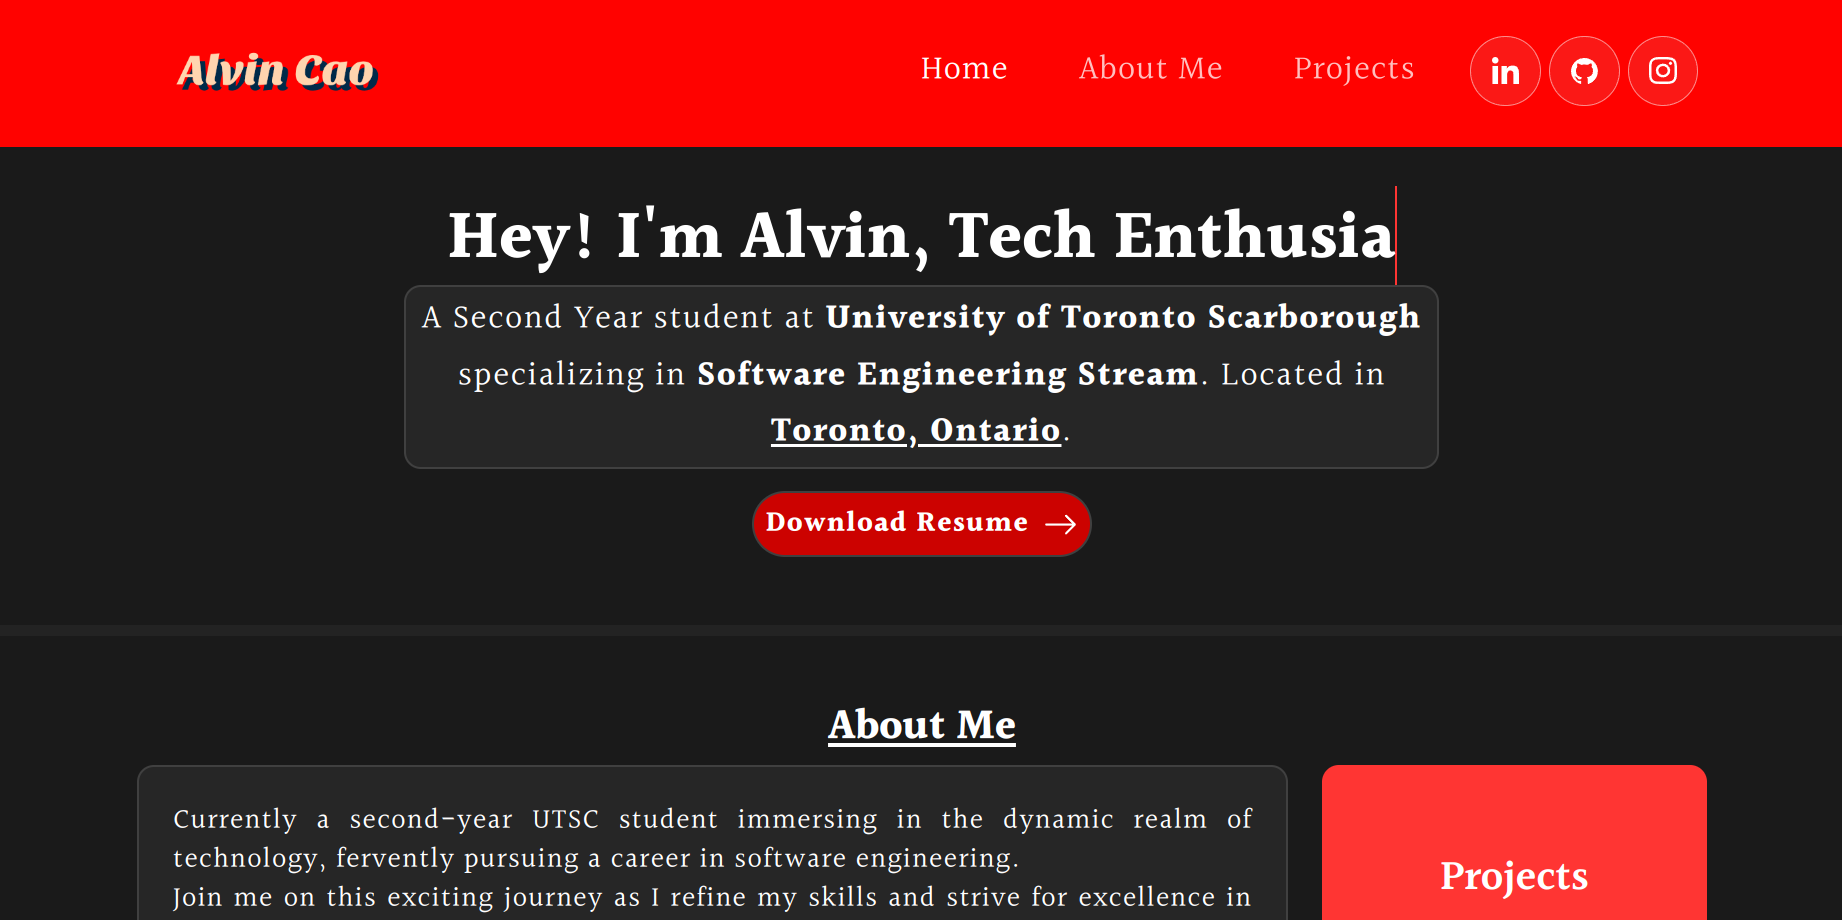 Alvin Cao
Home About Me Projects
Hey! I'm Alvin, Tech Enthusia
A Second Year student at University of Toronto Scarborough
specializing in Software Engineering Stream. Located in
Toronto, Ontario.
Download Resume
About Me
Currently a second-year UTSC student immersing in the dynamic realm of
technology, fervently pursuing a career in software engineering.
Join me on this exciting journey as I refine my skills and strive for excellence in
Projects